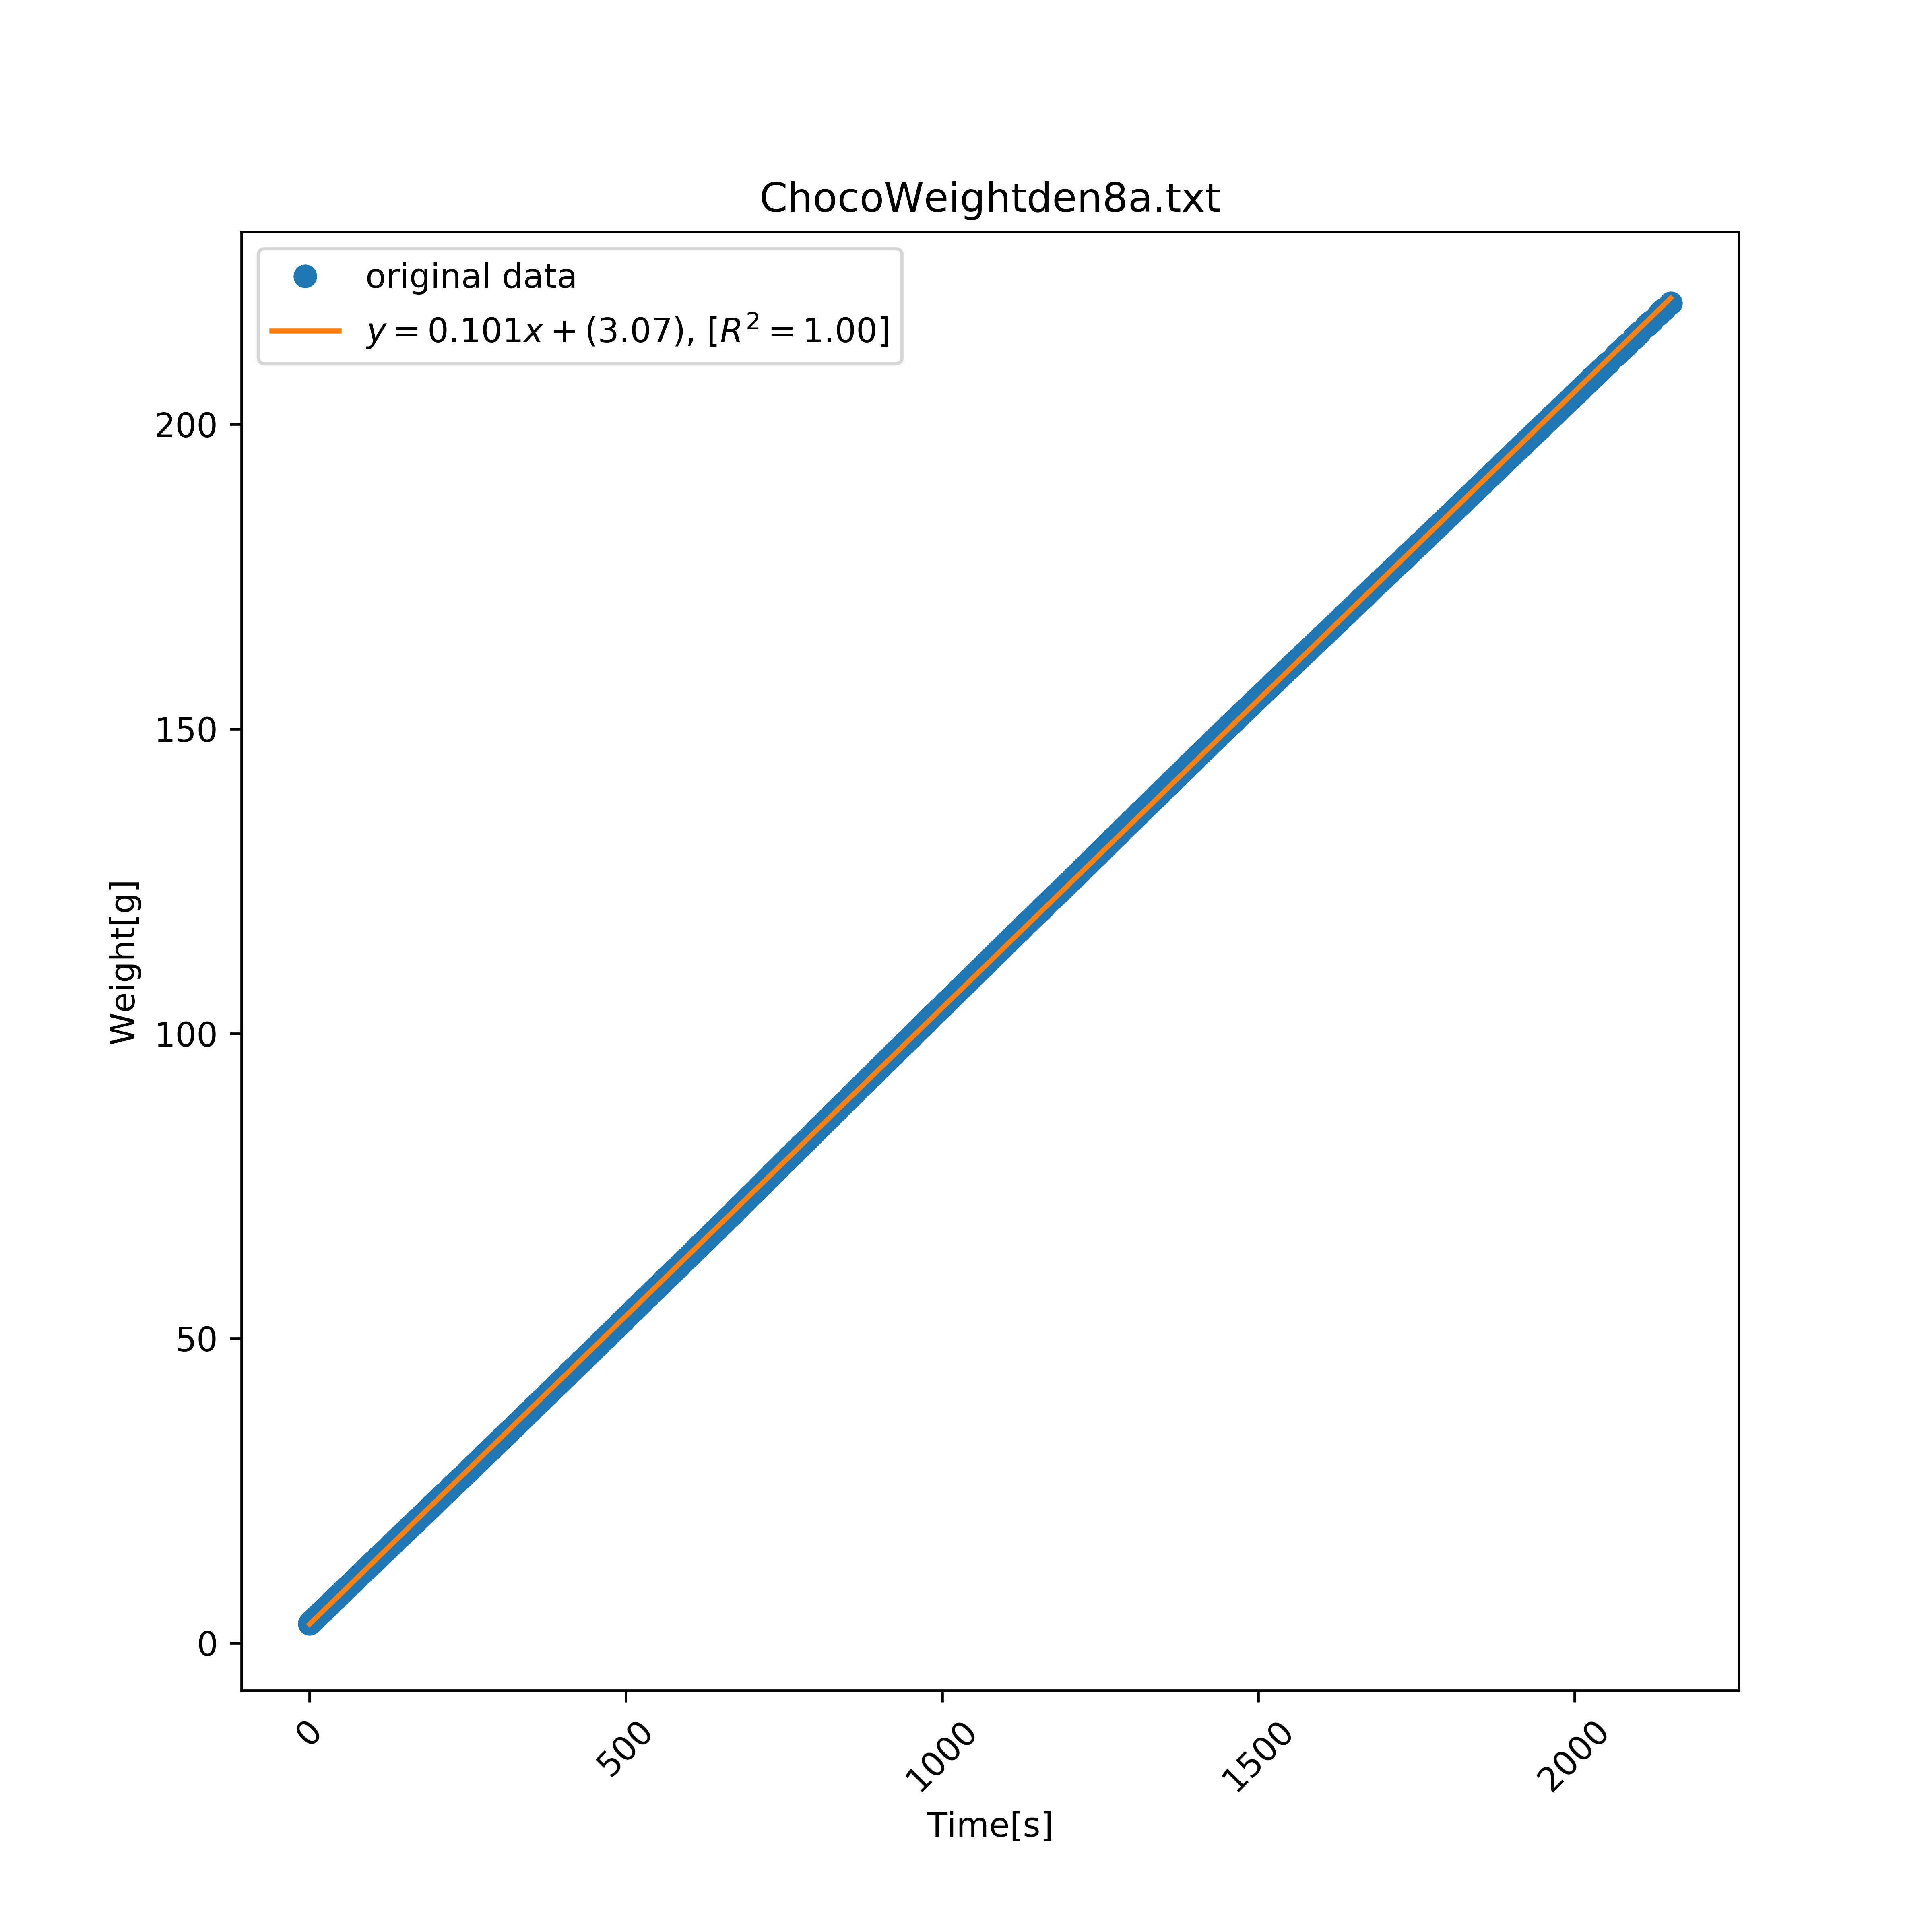 ChocoWeightden8a.txt
original data
y = 0.101x + (3.07), [R² = 1.00]
200
150
100
50
0
Weight[g]
0
500
1000
1500
2000
Time[s]